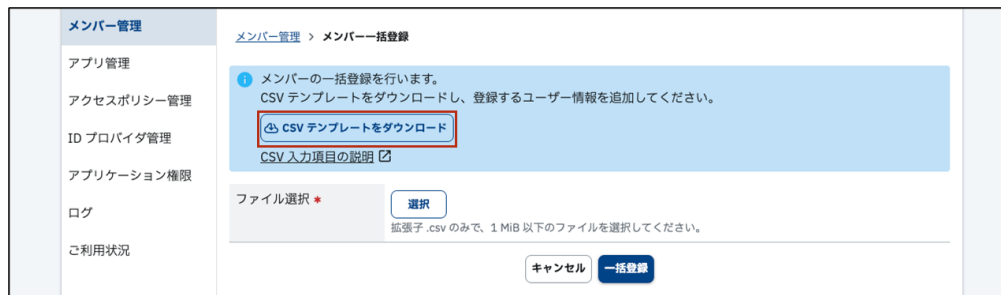 メンバー管理
メンバー管理 > メンバー一括登録
アプリ管理
アクセスポリシー管理
ID プロバイダ管理
アプリケーション権限
ログ
ご利用状況
メンバーの一括登録を行います。
CSV テンプレートをダウンロードし、登録するユーザー情報を追加してください。
CSV テンプレートをダウンロード
CSV 入力項目の説明
ファイル選択 *
選択
拡張子 .csv のみで、1 MiB 以下のファイルを選択してください。
キャンセル
一括登録